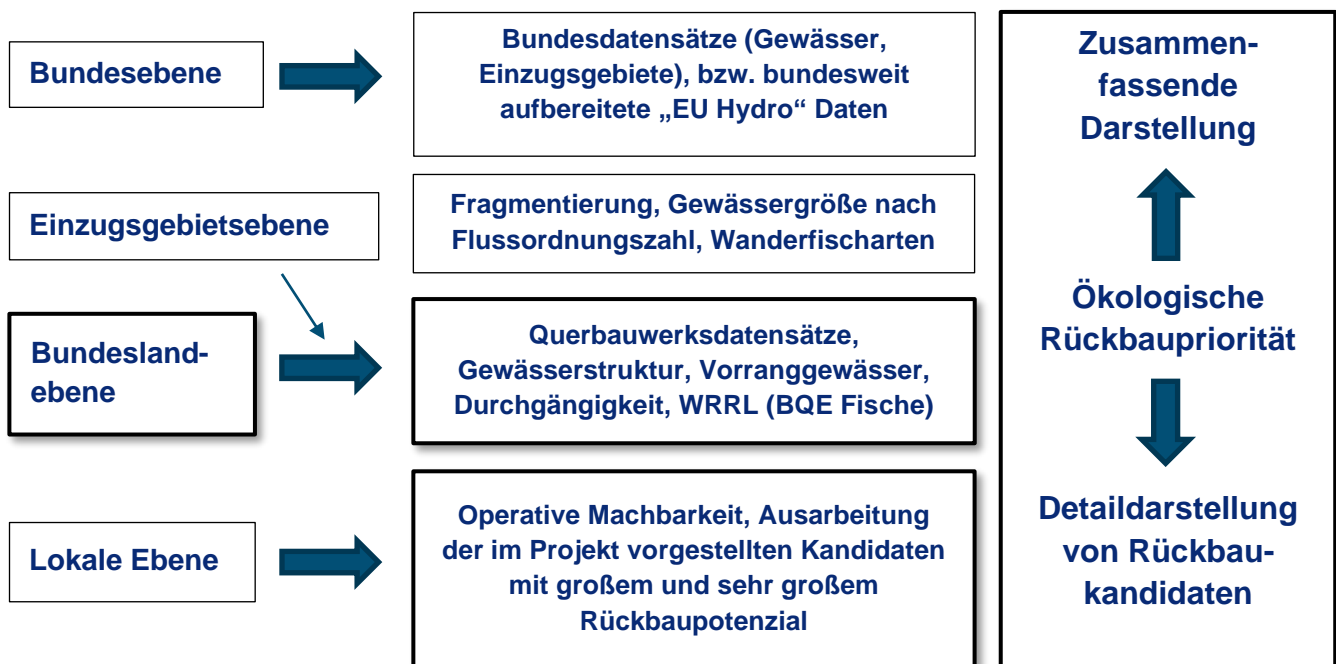 Bundesebene
Bundesdatensätze (Gewässer,
Einzugsgebiete), bzw. bundesweit
aufbereitete „EU Hydro“ Daten
Einzugsgebietsebene
Fragmentierung, Gewässergröße nach
Flussordnungszahl, Wanderfischarten
Bundesland-
ebene
Querbauwerksdatensätze,
Gewässerstruktur, Vorranggewässer,
Durchgängigkeit, WRRL (BQE Fische)
Lokale Ebene
Operative Machbarkeit, Ausarbeitung
der im Projekt vorgestellten Kandidaten
mit großem und sehr großem
Rückbaupotenzial
Zusammen-
fassende
Darstellung
Ökologische
Rückbaupriorität
Detaildarstellung
von Rückbau-
kandidaten